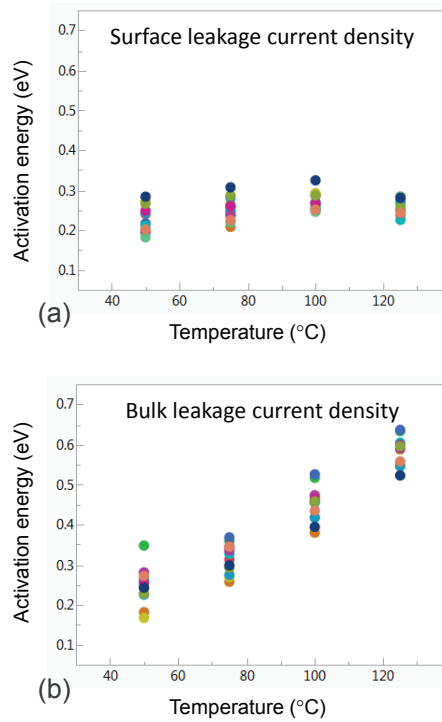 Surface leakage current density
Activation energy (eV)
0.7
0.6
0.5
0.4
0.3
0.2
0.1
40 60 80 100 120
(a)
Temperature (°C)
Bulk leakage current density
Activation energy (eV)
0.7
0.6
0.5
0.4
0.3
0.2
0.1
40 60 80 100 120
(b)
Temperature (°C)